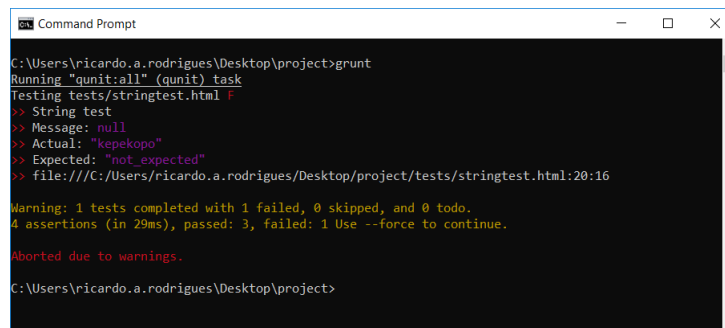 Command Prompt
C:\Users\ricardo.a.rodrigues\Desktop\project>grunt
Running "qunit:all" (qunit) task
Testing tests/stringtest.html F
>> String test
>> Message: null
>> Actual: "kepekopo"
>> Expected: "not_expected"
>> file:///C:/Users/ricardo.a.rodrigues/Desktop/project/tests/stringtest.html:20:16
Warning: 1 tests completed with 1 failed, 0 skipped, and 0 todo.
4 assertions (in 29ms), passed: 3, failed: 1 Use --force to continue.
Aborted due to warnings.
C:\Users\ricardo.a.rodrigues\Desktop\project>